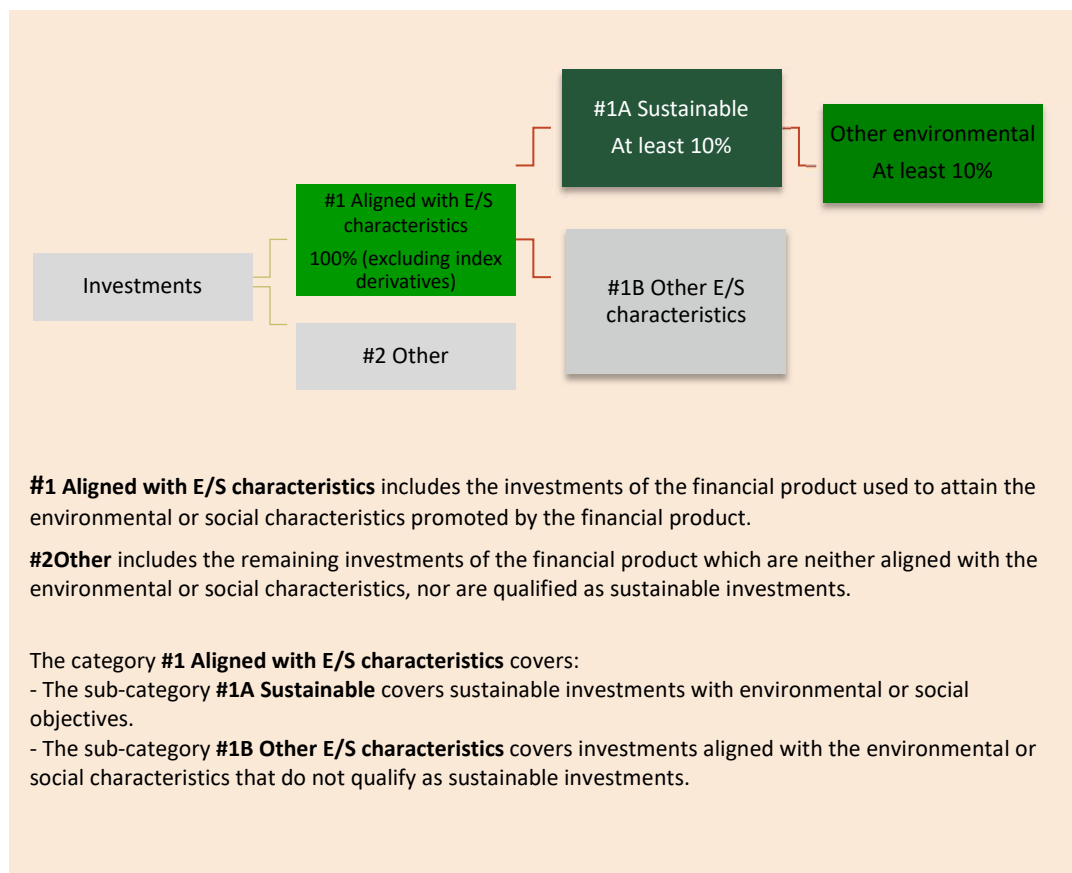 #1A Sustainable
At least 10%
Other environmental
At least 10%
#1 Aligned with E/S
characteristics
100% (excluding index
derivatives)
Investments
#1B Other E/S
characteristics
#2 Other
#1 Aligned with E/S characteristics includes the investments of the financial product used to attain the
environmental or social characteristics promoted by the financial product.
#2Other includes the remaining investments of the financial product which are neither aligned with the
environmental or social characteristics, nor are qualified as sustainable investments.
The category #1 Aligned with E/S characteristics covers:
- The sub-category #1A Sustainable covers sustainable investments with environmental or social
objectives.
- The sub-category #1B Other E/S characteristics covers investments aligned with the environmental or
social characteristics that do not qualify as sustainable investments.